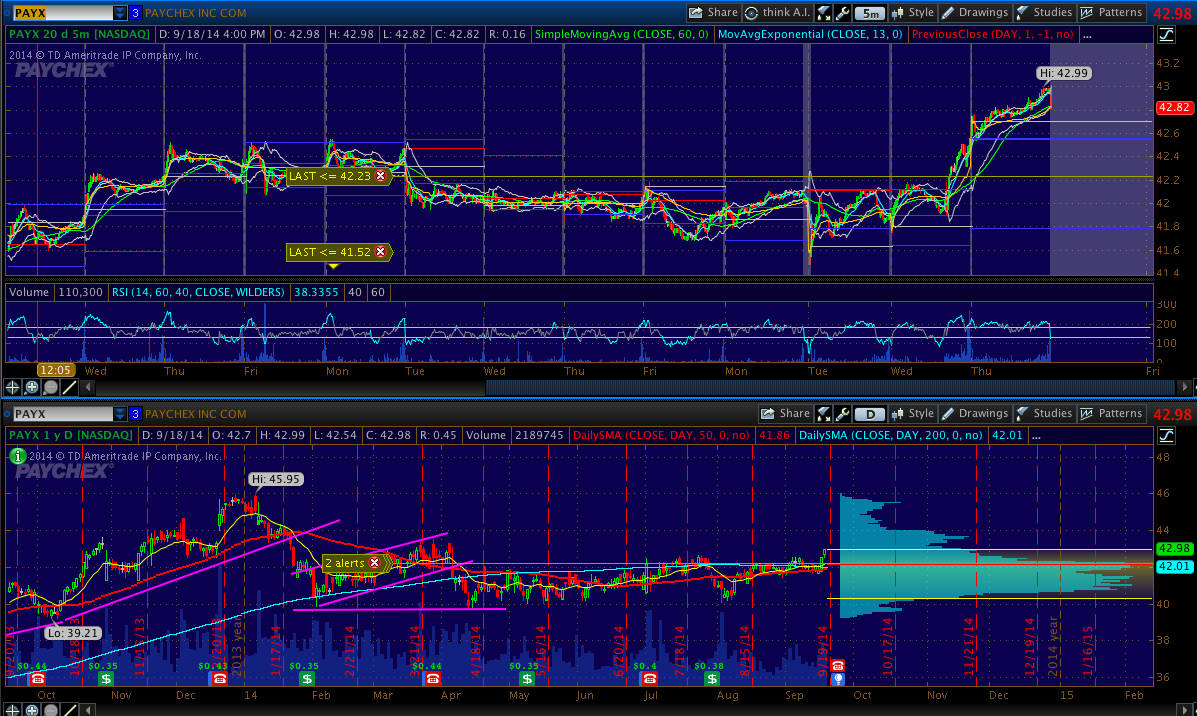 PAYX 3 PAYCHEX INC COM Share think A.I. 5m Style Drawings Studies Patterns 42.98
PAYX 20 d 5m [NASDAQ] D: 9/18/14 4:00 PM O: 42.98 H: 42.98 L: 42.82 C: 42.82 R: 0.16 SimpleMovingAvg (CLOSE, 60, 0) MovAvgExponential (CLOSE, 13, 0) PreviousClose (DAY, 1, -1, no) ...
2014 © TD Ameritrade IP Company, Inc.
PAYCHEX
43.2
Hi: 42.99
43
42.82
42.6
42.4
LAST <= 42.23
42.2
42
41.8
LAST <= 41.52
41.6
41.4
Volume 110,300 RSI (14, 60, 40, CLOSE, WILDERS) 38.3355 40 60
300
200
100
0
12:05 Wed Thu Fri Mon Tue Wed Thu Fri Mon Tue Wed Thu Fri
PAYX 3 PAYCHEX INC COM Share D Style Drawings Studies Patterns 42.98
PAYX 1 y D [NASDAQ] D: 9/18/14 O: 42.7 H: 42.99 L: 42.54 C: 42.98 R: 0.45 Volume 2189745 DailySMA (CLOSE, DAY, 50, 0, no) 41.86 DailySMA (CLOSE, DAY, 200, 0, no) 42.01 ...
i 2014 © TD Ameritrade IP Company, Inc.
PAYCHEX
48
Hi: 45.95
46
44
42.98
2 alerts
42.01
40
Lo: 39.21
38
36
9/20/13 10/18/13 11/15/13 12/20/13 2013 year 1/17/14 2/21/14 3/21/14 4/18/14 5/16/14 6/20/14 7/18/14 8/15/14 9/19/14 10/17/14 11/21/14 12/19/14 2014 year 1/16/15
$0.44 $0.35 $0.43 $0.35 $0.44 $0.35 $0.4 $0.38
$ $ $ $
Oct Nov Dec 14 Feb Mar Apr May Jun Jul Aug Sep Oct Nov Dec 15 Feb